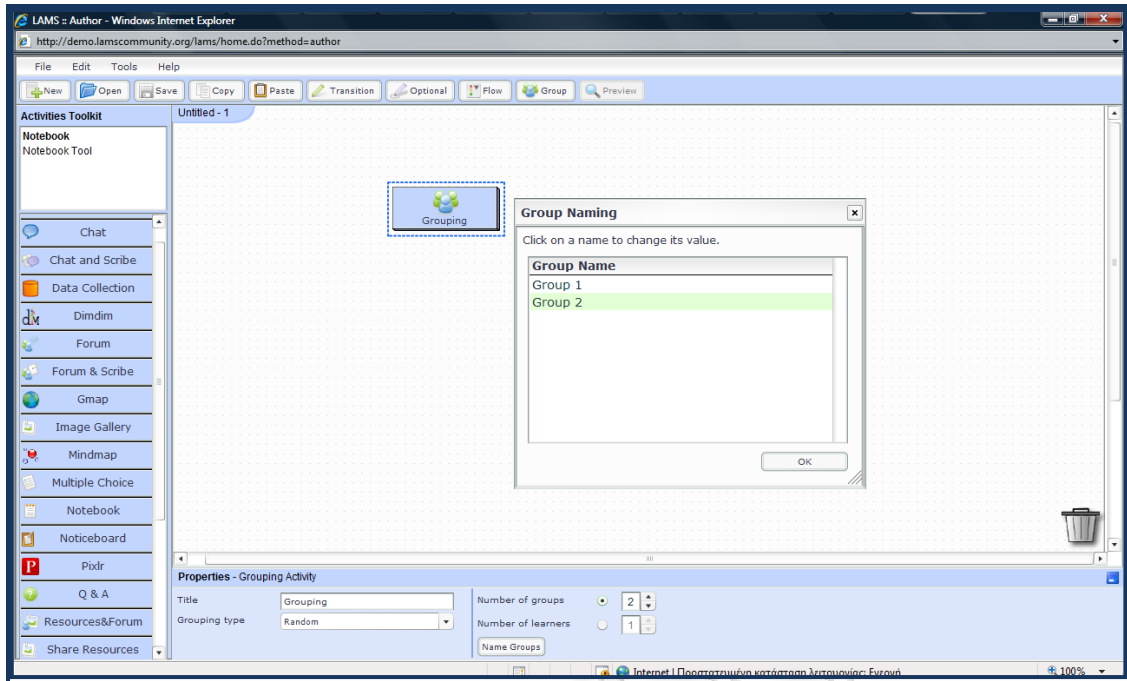 LAMS :: Author - Windows Internet Explorer
http://demo.lamscommunity.org/lams/home.do?method=author
File Edit Tools Help
New Open Save Copy Paste Transition Optional Flow Group Preview
Activities Toolkit
Untitled - 1
Notebook
Notebook Tool
Grouping
Group Naming
Click on a name to change its value.
Group Name
Group 1
Group 2
OK
Chat
Chat and Scribe
Data Collection
dim Dimdim
Forum
Forum & Scribe
Gmap
Image Gallery
Mindmap
Multiple Choice
Notebook
Noticeboard
P Pixlr
Q & A
Resources&Forum
Share Resources
Properties - Grouping Activity
Title Grouping
Grouping type Random
Number of groups 2
Number of learners 1
Name Groups
Internet | Προστατευμένη κατάσταση λειτουργίας: Ενεργή
100%